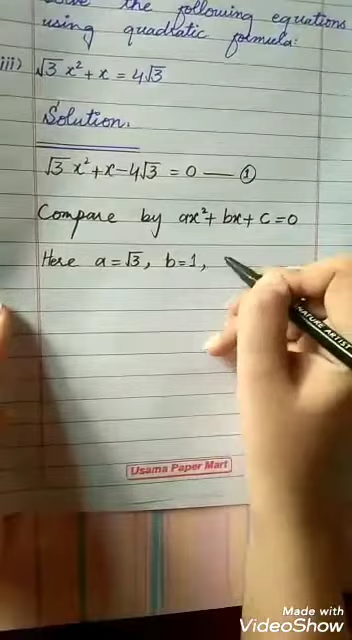 the following equations
using quadratic formula:
iii) √3 x² + x = 4√3
Solution.
√3 x² + x - 4√3 = 0 — ①
Compare by ax² + bx + c = 0
Here a = √3, b = 1,
Usama Paper Mart
Made with
VideoShow